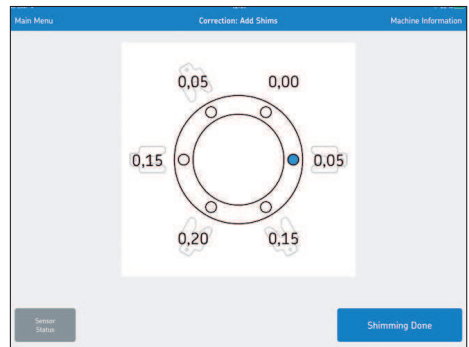 Main Menu
Correction: Add Shims
Machine Information
0,05
0,00
0,15
0,05
0,20
0,15
Sensor
Status
Shimming Done